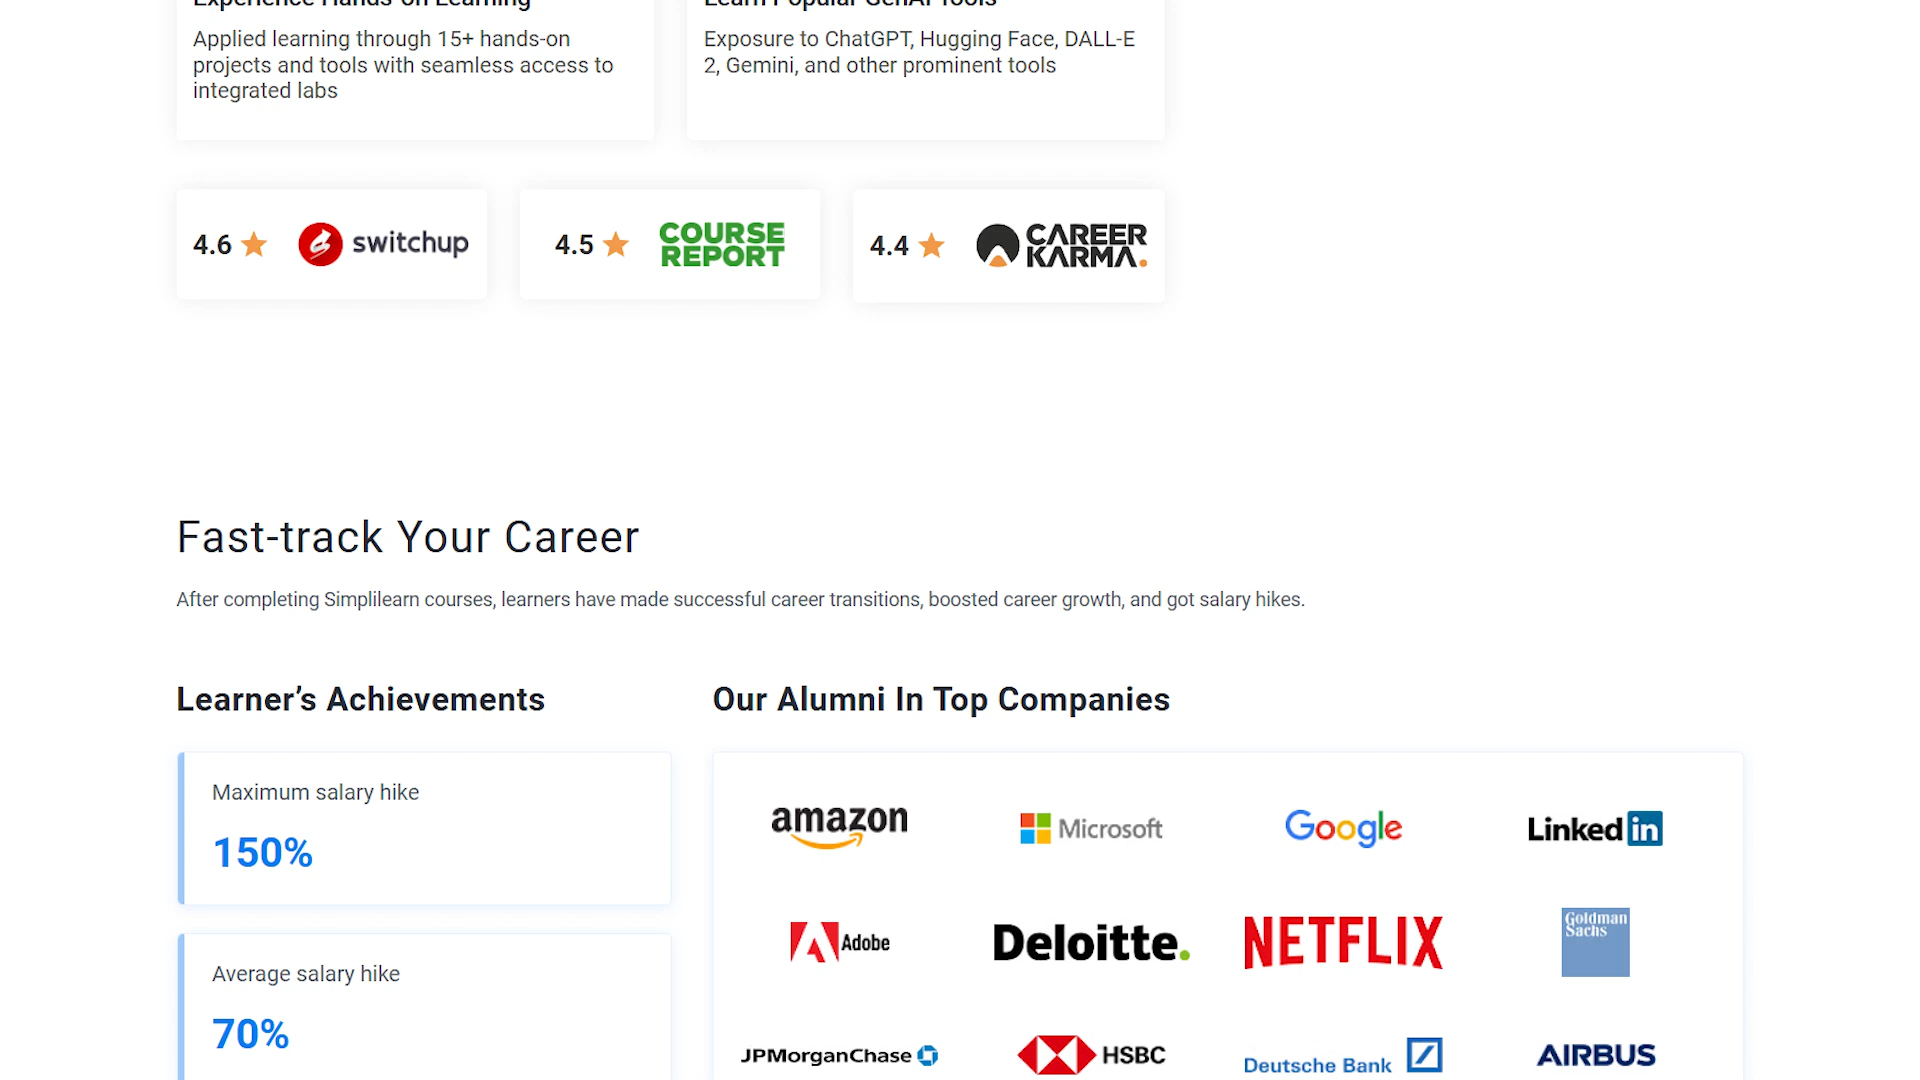 Experience Hands-on Learning
Applied learning through 15+ hands-on
projects and tools with seamless access to
integrated labs
Learn Popular GenAI Tools
Exposure to ChatGPT, Hugging Face, DALL-E
2, Gemini, and other prominent tools
4.6
switchup
4.5
COURSE
REPORT
4.4
CAREER
KARMA.
Fast-track Your Career
After completing Simplilearn courses, learners have made successful career transitions, boosted career growth, and got salary hikes.
Learner’s Achievements
Maximum salary hike
150%
Average salary hike
70%
Our Alumni In Top Companies
amazon
Microsoft
Google
Linked in
Adobe
Deloitte.
NETFLIX
Goldman
Sachs
JPMorganChase
HSBC
Deutsche Bank
AIRBUS